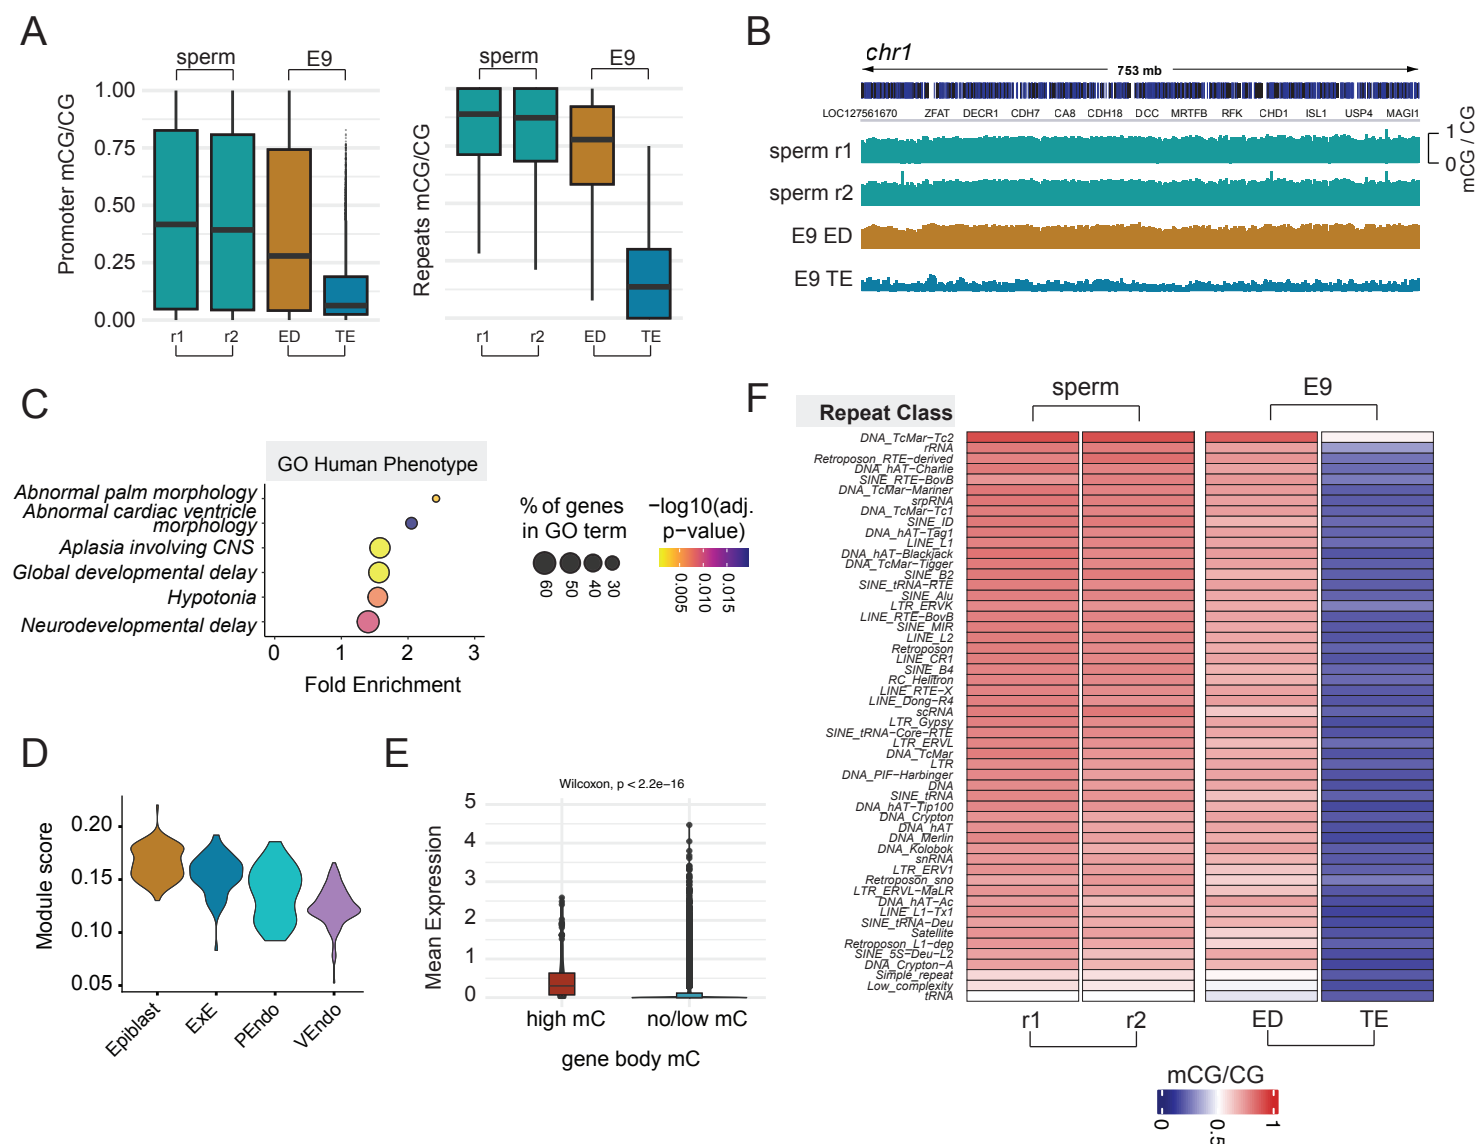 A
sperm
E9
Promoter mCG/CG
1.00
0.75
0.50
0.25
0.00
r1
r2
ED
TE
sperm
E9
Repeats mCG/CG
r1
r2
ED
TE
B
chr1
753 mb
LOC127561670 ZFAT DECR1 CDH7 CA8 CDH18 DCC MRTFB RFK CHD1 ISL1 USP4 MAGI1
sperm r1
sperm r2
E9 ED
E9 TE
1
0
mCG / CG
C
GO Human Phenotype
Abnormal palm morphology
Abnormal cardiac ventricle
morphology
Aplasia involving CNS
Global developmental delay
Hypotonia
Neurodevelopmental delay
0 1 2 3
Fold Enrichment
% of genes
in GO term
60 50 40 30
−log10(adj.
p−value)
0.005 0.010 0.015
D
Module score
0.20
0.15
0.10
0.05
Epiblast
ExE
PEndo
VEndo
E
Wilcoxon, p < 2.2e−16
Mean Expression
5
4
3
2
1
0
high mC
no/low mC
gene body mC
F
Repeat Class
sperm
E9
DNA_TcMar−Tc2
rRNA
Retroposon_RTE−derived
DNA_hAT−Charlie
SINE_RTE−BovB
DNA_TcMar−Mariner
srpRNA
DNA_TcMar−Tc1
SINE_ID
DNA_hAT−Tag1
LINE_L1
DNA_hAT−Blackjack
DNA_TcMar−Tigger
SINE_B2
SINE_tRNA−RTE
SINE_Alu
LTR_ERVK
LINE_RTE−BovB
SINE_MIR
LINE_L2
Retroposon
LINE_CR1
SINE_B4
RC_Helitron
LINE_RTE−X
LINE_Dong−R4
scRNA
LTR_Gypsy
SINE_tRNA−Core−RTE
LTR_ERVL
DNA_TcMar
LTR
DNA_PIF−Harbinger
DNA
SINE_tRNA
DNA_hAT−Tip100
DNA_Crypton
DNA_hAT
DNA_Merlin
DNA_Kolobok
snRNA
LTR_ERV1
Retroposon_sno
LTR_ERVL−MaLR
DNA_hAT−Ac
LINE_L1−Tx1
SINE_tRNA−Deu
Satellite
Retroposon_L1−dep
SINE_5S−Deu−L2
DNA_Crypton−A
Simple_repeat
Low_complexity
tRNA
r1
r2
ED
TE
mCG/CG
0 0.5 1